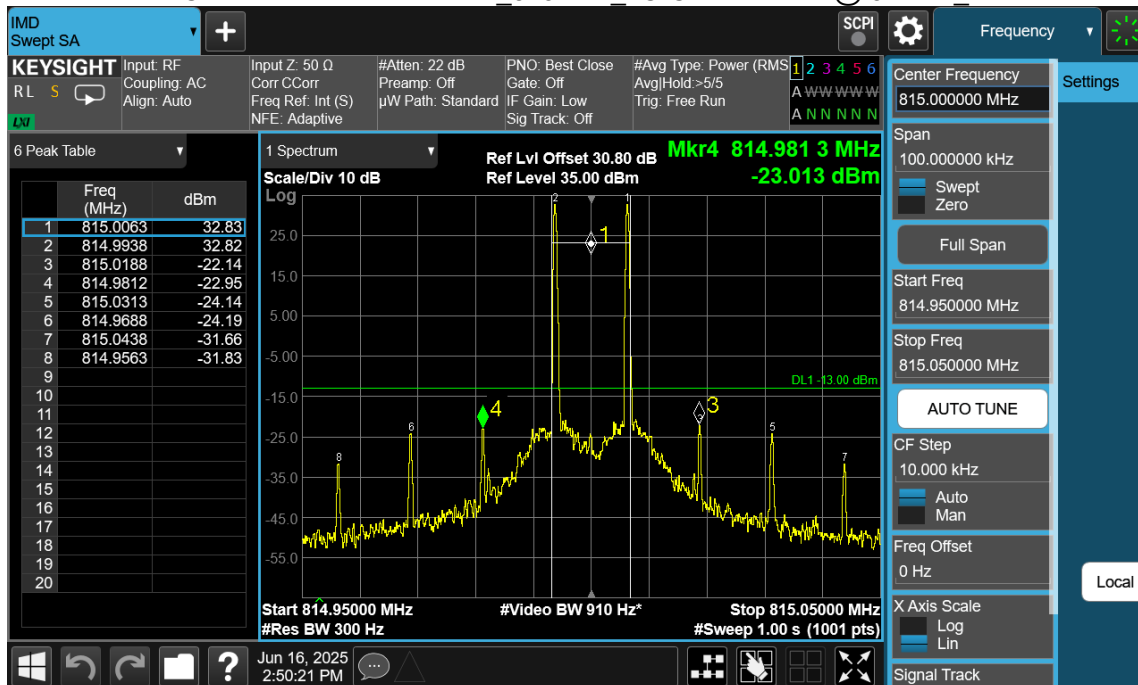 IMD
Swept SA
+
SCPI
Frequency
KEYSIGHT
R L S
LXI
Input: RF
Coupling: AC
Align: Auto
Input Z: 50 Ω
Corr CCorr
Freq Ref: Int (S)
NFE: Adaptive
#Atten: 22 dB
Preamp: Off
µW Path: Standard
PNO: Best Close
Gate: Off
IF Gain: Low
Sig Track: Off
#Avg Type: Power (RMS
Avg|Hold:>5/5
Trig: Free Run
1 2 3 4 5 6
A W W W W W
A N N N N N
6 Peak Table
Freq (MHz) dBm
1 815.0063 32.83
2 814.9938 32.82
3 815.0188 -22.14
4 814.9812 -22.95
5 815.0313 -24.14
6 814.9688 -24.19
7 815.0438 -31.66
8 814.9563 -31.83
9
10
11
12
13
14
15
16
17
18
19
20
1 Spectrum
Scale/Div 10 dB
Log
Ref Lvl Offset 30.80 dB
Ref Level 35.00 dBm
Mkr4 814.981 3 MHz
-23.013 dBm
25.0
15.0
5.00
-5.00
-15.0
-25.0
-35.0
-45.0
-55.0
2
1
1
DL1 -13.00 dBm
4
3
6
5
8
7
Start 814.95000 MHz
#Video BW 910 Hz*
Stop 815.05000 MHz
#Res BW 300 Hz
#Sweep 1.00 s (1001 pts)
Center Frequency
815.000000 MHz
Settings
Span
100.000000 kHz
Swept
Zero
Full Span
Start Freq
814.950000 MHz
Stop Freq
815.050000 MHz
AUTO TUNE
CF Step
10.000 kHz
Auto
Man
Freq Offset
0 Hz
Local
X Axis Scale
Log
Lin
Signal Track
?
Jun 16, 2025
2:50:21 PM